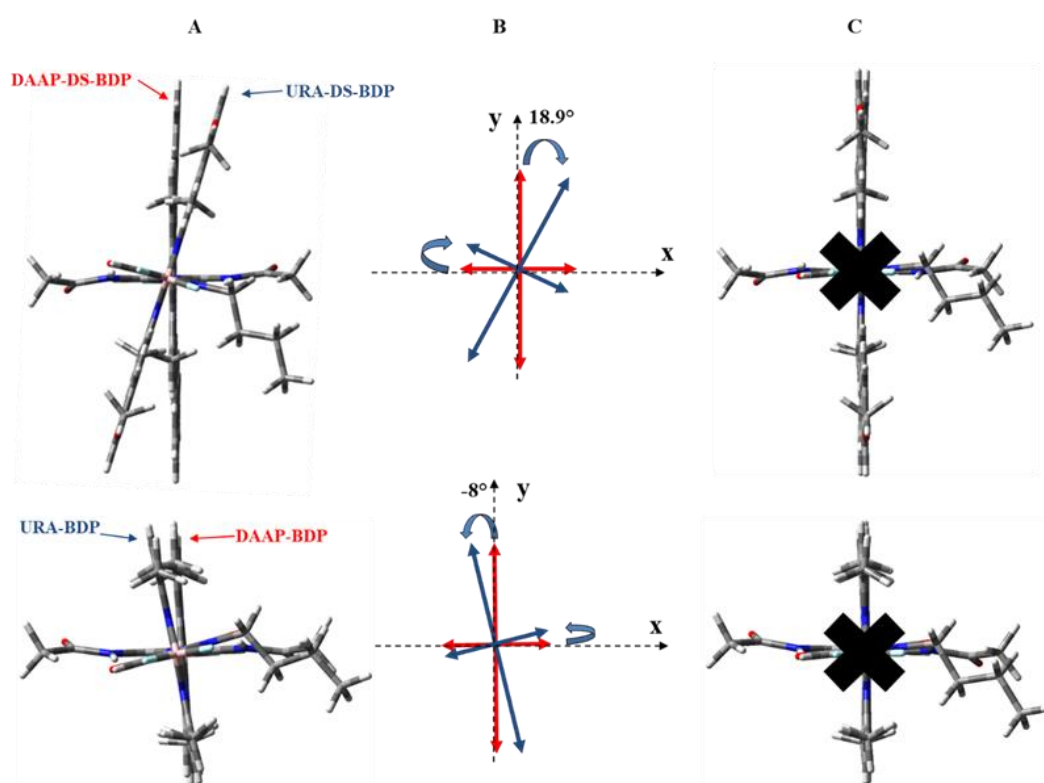 A
B
C
DAAP-DS-BDP
URA-DS-BDP
y
18.9°
x
-8°
y
URA-BDP
DAAP-BDP
x